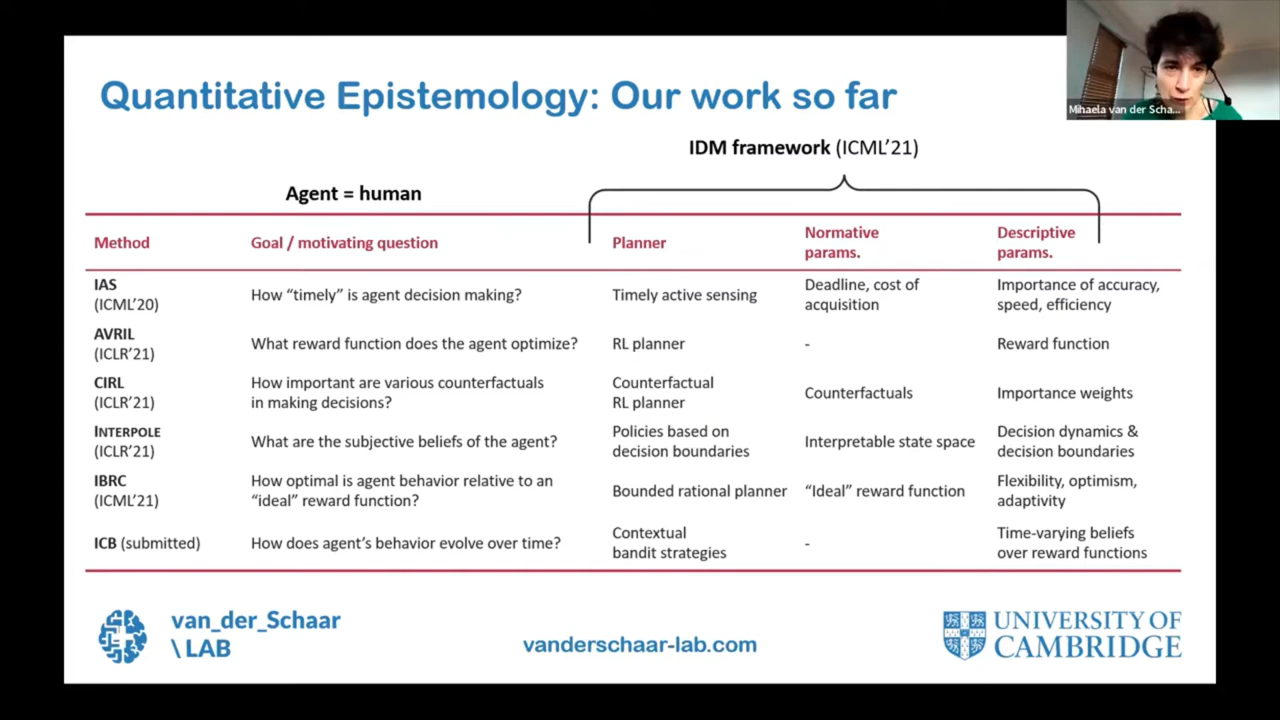 Quantitative Epistemology: Our work so far
Mihaela van der Scha...
IDM framework (ICML'21)
Agent = human
Method
Goal / motivating question
Planner
Normative
params.
Descriptive
params.
IAS
(ICML'20)
How “timely” is agent decision making?
Timely active sensing
Deadline, cost of
acquisition
Importance of accuracy,
speed, efficiency
AVRIL
(ICLR'21)
What reward function does the agent optimize?
RL planner
-
Reward function
CIRL
(ICLR'21)
How important are various counterfactuals
in making decisions?
Counterfactual
RL planner
Counterfactuals
Importance weights
INTERPOLE
(ICLR'21)
What are the subjective beliefs of the agent?
Policies based on
decision boundaries
Interpretable state space
Decision dynamics &
decision boundaries
IBRC
(ICML'21)
How optimal is agent behavior relative to an
“ideal” reward function?
Bounded rational planner
“Ideal” reward function
Flexibility, optimism,
adaptivity
ICB (submitted)
How does agent's behavior evolve over time?
Contextual
bandit strategies
-
Time-varying beliefs
over reward functions
van_der_Schaar
\ LAB
vanderschaar-lab.com
UNIVERSITY OF
CAMBRIDGE